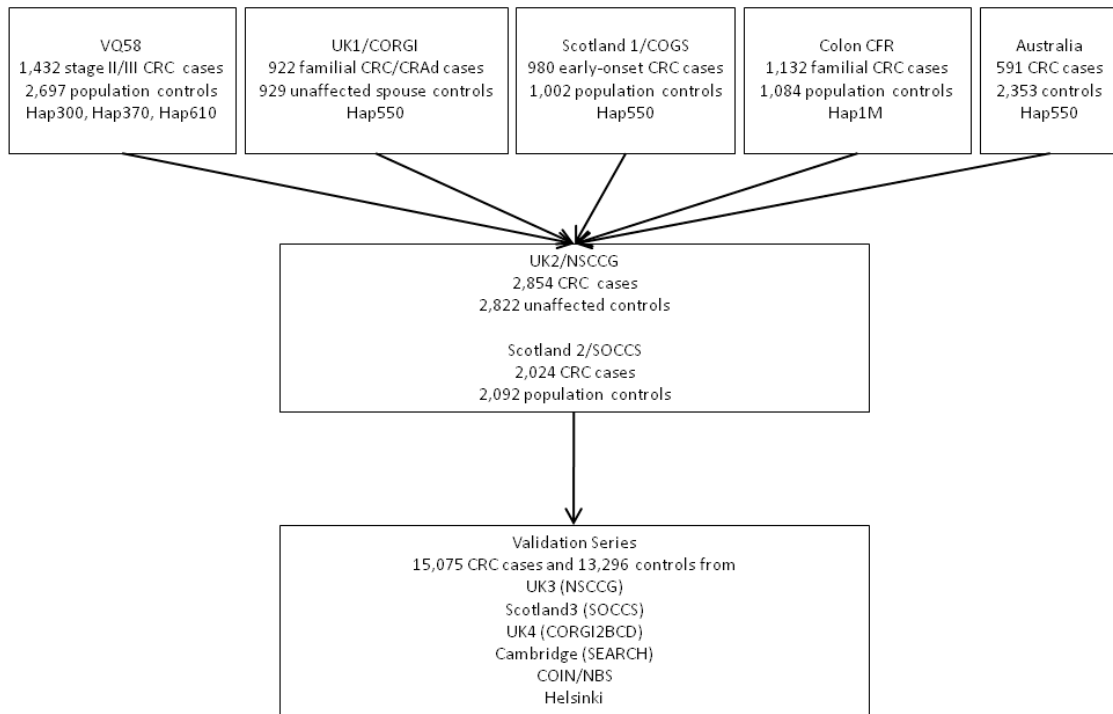 VQ58
1,432 stage II/III CRC cases
2,697 population controls
Hap300, Hap370, Hap610
UK1/CORGI
922 familial CRC/CRAd cases
929 unaffected spouse controls
Hap550
Scotland 1/COGS
980 early-onset CRC cases
1,002 population controls
Hap550
Colon CFR
1,132 familial CRC cases
1,084 population controls
Hap1M
Australia
591 CRC cases
2,353 controls
Hap550
UK2/NSCCG
2,854 CRC cases
2,822 unaffected controls
Scotland 2/SOCCS
2,024 CRC cases
2,092 population controls
Validation Series
15,075 CRC cases and 13,296 controls from
UK3 (NSCCG)
Scotland3 (SOCCS)
UK4 (CORGI2BCD)
Cambridge (SEARCH)
COIN/NBS
Helsinki